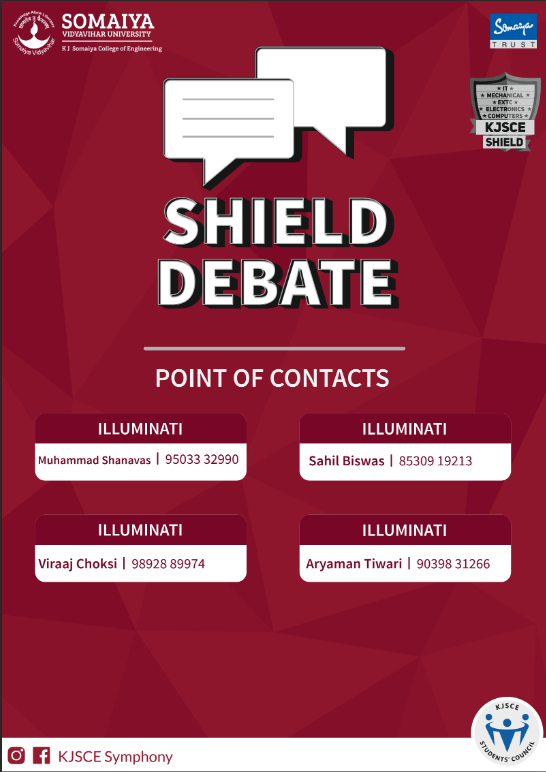 SOMAIYA
VIDYAVIHAR UNIVERSITY
K J Somaiya College of Engineering
Somaiya Vidyavihar
Somaiya
TRUST
★ IT ★
★ MECHANICAL ★
★ EXTC ★
★ ELECTRONICS ★
★ COMPUTERS ★
KJSCE
SHIELD
SHIELD
DEBATE
POINT OF CONTACTS
ILLUMINATI
Muhammad Shanavas | 95033 32990
ILLUMINATI
Sahil Biswas | 85309 19213
ILLUMINATI
Viraaj Choksi | 98928 89974
ILLUMINATI
Aryaman Tiwari | 90398 31266
KJSCE
STUDENTS' COUNCIL
KJSCE Symphony